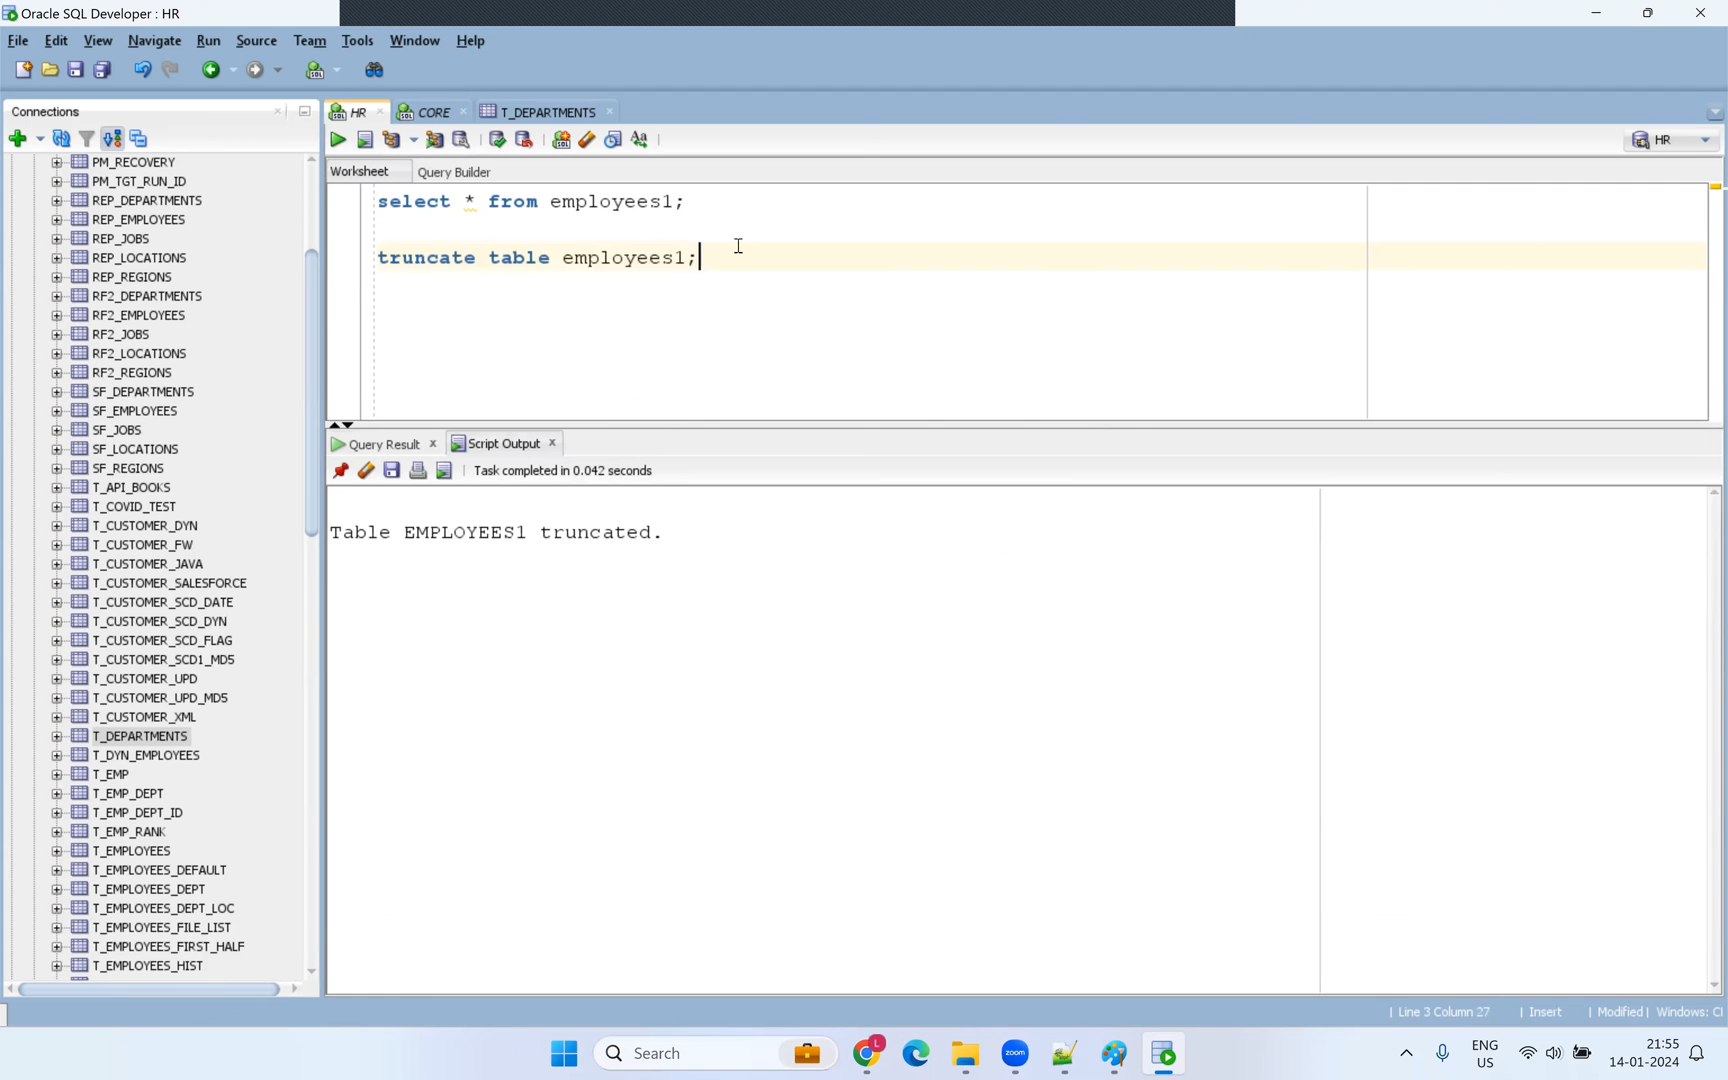 Oracle SQL Developer : HR
File Edit View Navigate Run Source Team Tools Window Help
Connections
HR CORE T_DEPARTMENTS
HR
Worksheet Query Builder
PM_RECOVERY
PM_TGT_RUN_ID
REP_DEPARTMENTS
REP_EMPLOYEES
REP_JOBS
REP_LOCATIONS
REP_REGIONS
RF2_DEPARTMENTS
RF2_EMPLOYEES
RF2_JOBS
RF2_LOCATIONS
RF2_REGIONS
SF_DEPARTMENTS
SF_EMPLOYEES
SF_JOBS
SF_LOCATIONS
SF_REGIONS
T_API_BOOKS
T_COVID_TEST
T_CUSTOMER_DYN
T_CUSTOMER_FW
T_CUSTOMER_JAVA
T_CUSTOMER_SALESFORCE
T_CUSTOMER_SCD_DATE
T_CUSTOMER_SCD_DYN
T_CUSTOMER_SCD_FLAG
T_CUSTOMER_SCD1_MD5
T_CUSTOMER_UPD
T_CUSTOMER_UPD_MD5
T_CUSTOMER_XML
T_DEPARTMENTS
T_DYN_EMPLOYEES
T_EMP
T_EMP_DEPT
T_EMP_DEPT_ID
T_EMP_RANK
T_EMPLOYEES
T_EMPLOYEES_DEFAULT
T_EMPLOYEES_DEPT
T_EMPLOYEES_DEPT_LOC
T_EMPLOYEES_FILE_LIST
T_EMPLOYEES_FIRST_HALF
T_EMPLOYEES_HIST
select * from employees1;
truncate table employees1;
Query Result Script Output
Task completed in 0.042 seconds
Table EMPLOYEES1 truncated.
Line 3 Column 27 Insert Modified Windows: Cl
Search
L
zoom
ENG
US
21:55
14-01-2024